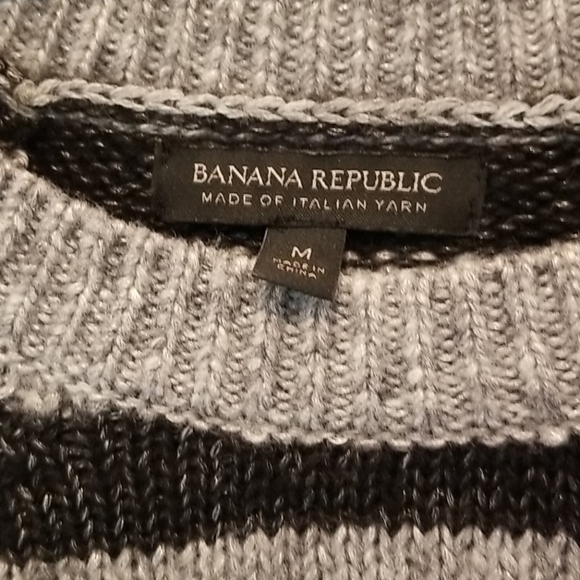 BANANA REPUBLIC
MADE OF ITALIAN YARN
M
MADE IN
CHINA